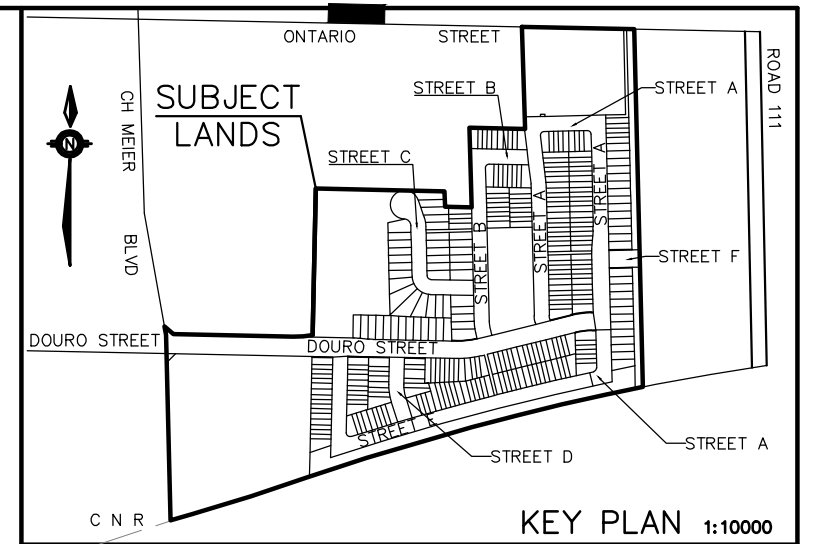 ONTARIO STREET
ROAD 111
CH MEIER BLVD
SUBJECT
LANDS
STREET B
STREET A
STREET C
STREET A
STREET A
STREET B
N
STREET F
DOURO STREET
DOURO STREET
STREET
STREET A
STREET D
C N R
KEY PLAN 1:10000